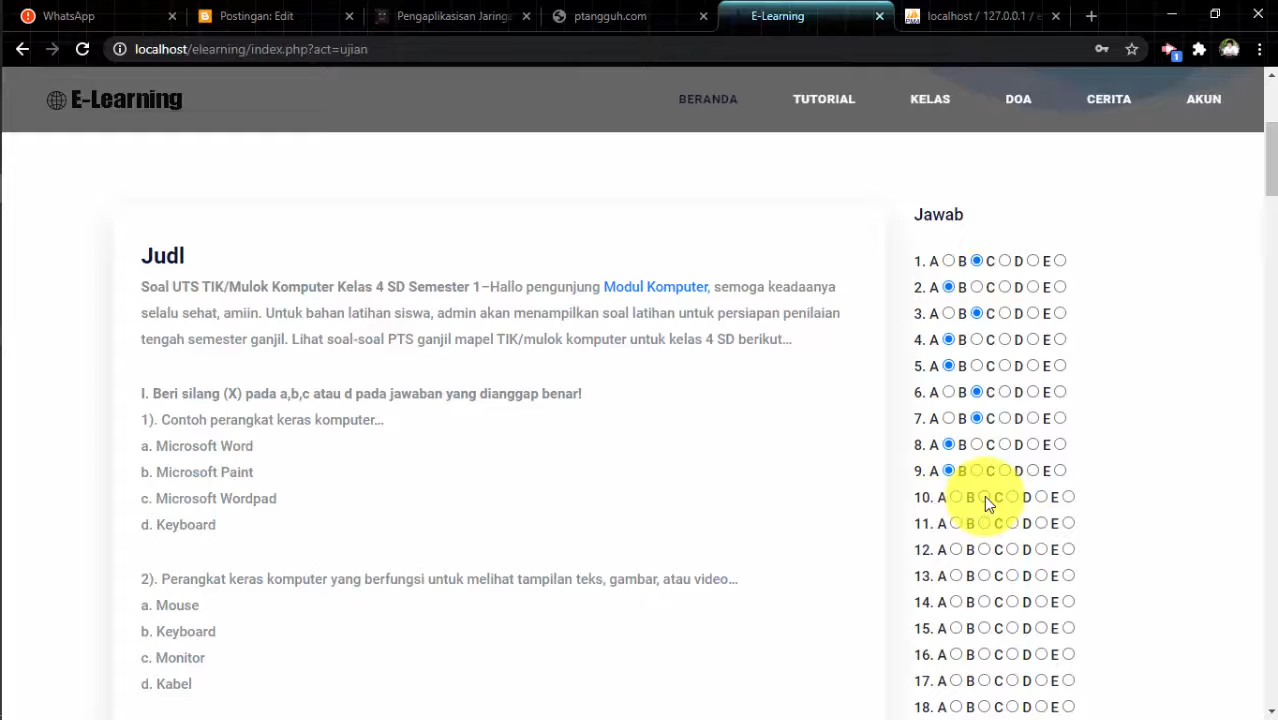 WhatsApp
Postingan: Edit
Pengaplikasisan Jaringa
ptangguh.com
E-Learning
localhost / 127.0.0.1 / e
localhost/elearning/index.php?act=ujian
E-Learning
BERANDA
TUTORIAL
KELAS
DOA
CERITA
AKUN
Judl
Soal UTS TIK/Mulok Komputer Kelas 4 SD Semester 1–Hallo pengunjung Modul Komputer, semoga keadaanya
selalu sehat, amiin. Untuk bahan latihan siswa, admin akan menampilkan soal latihan untuk persiapan penilaian
tengah semester ganjil. Lihat soal-soal PTS ganjil mapel TIK/mulok komputer untuk kelas 4 SD berikut...
I. Beri silang (X) pada a,b,c atau d pada jawaban yang dianggap benar!
1). Contoh perangkat keras komputer...
a. Microsoft Word
b. Microsoft Paint
c. Microsoft Wordpad
d. Keyboard
2). Perangkat keras komputer yang berfungsi untuk melihat tampilan teks, gambar, atau video...
a. Mouse
b. Keyboard
c. Monitor
d. Kabel
Jawab
1. A B C D E
2. A B C D E
3. A B C D E
4. A B C D E
5. A B C D E
6. A B C D E
7. A B C D E
8. A B C D E
9. A B C D E
10. A B C D E
11. A B C D E
12. A B C D E
13. A B C D E
14. A B C D E
15. A B C D E
16. A B C D E
17. A B C D E
18. A B C D E